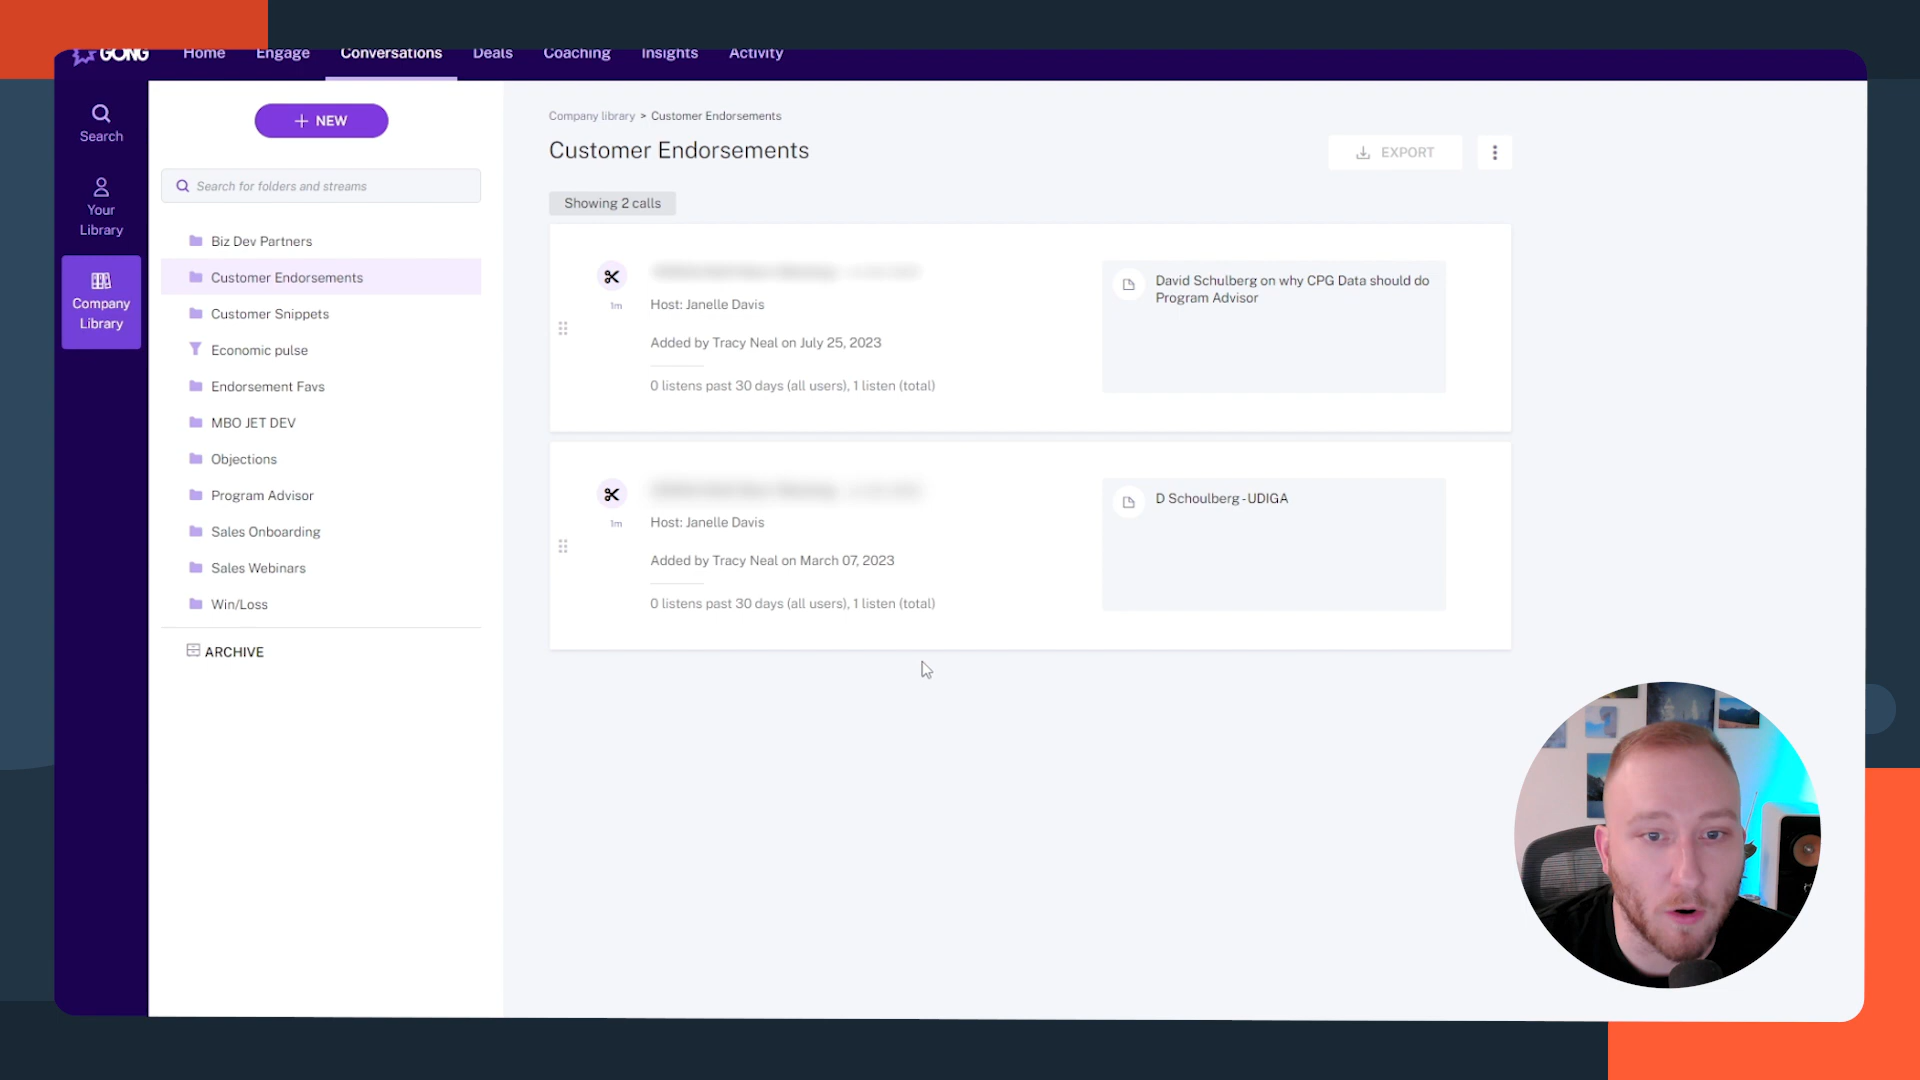 GONG
Home
Engage
Conversations
Deals
Coaching
Insights
Activity
Search
Your
Library
Company
Library
NEW
Search for folders and streams
Biz Dev Partners
Customer Endorsements
Customer Snippets
Economic pulse
Endorsement Favs
MBO JET DEV
Objections
Program Advisor
Sales Onboarding
Sales Webinars
Win/Loss
ARCHIVE
Company library > Customer Endorsements
Customer Endorsements
EXPORT
Showing 2 calls
1m
Host: Janelle Davis
Added by Tracy Neal on July 25, 2023
0 listens past 30 days (all users), 1 listen (total)
David Schulberg on why CPG Data should do
Program Advisor
1m
Host: Janelle Davis
Added by Tracy Neal on March 07, 2023
0 listens past 30 days (all users), 1 listen (total)
D Schoulberg - UDIGA